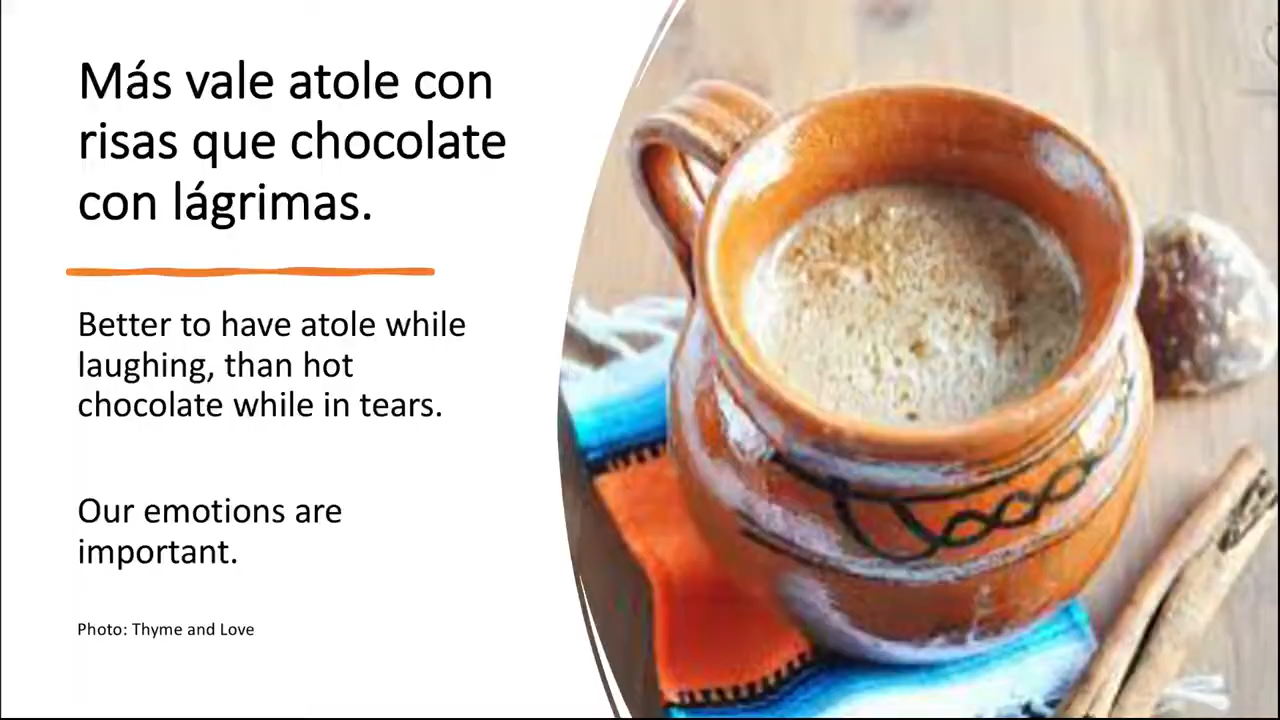 Más vale atole con
risas que chocolate
con lágrimas.
Better to have atole while
laughing, than hot
chocolate while in tears.
Our emotions are
important.
Photo: Thyme and Love